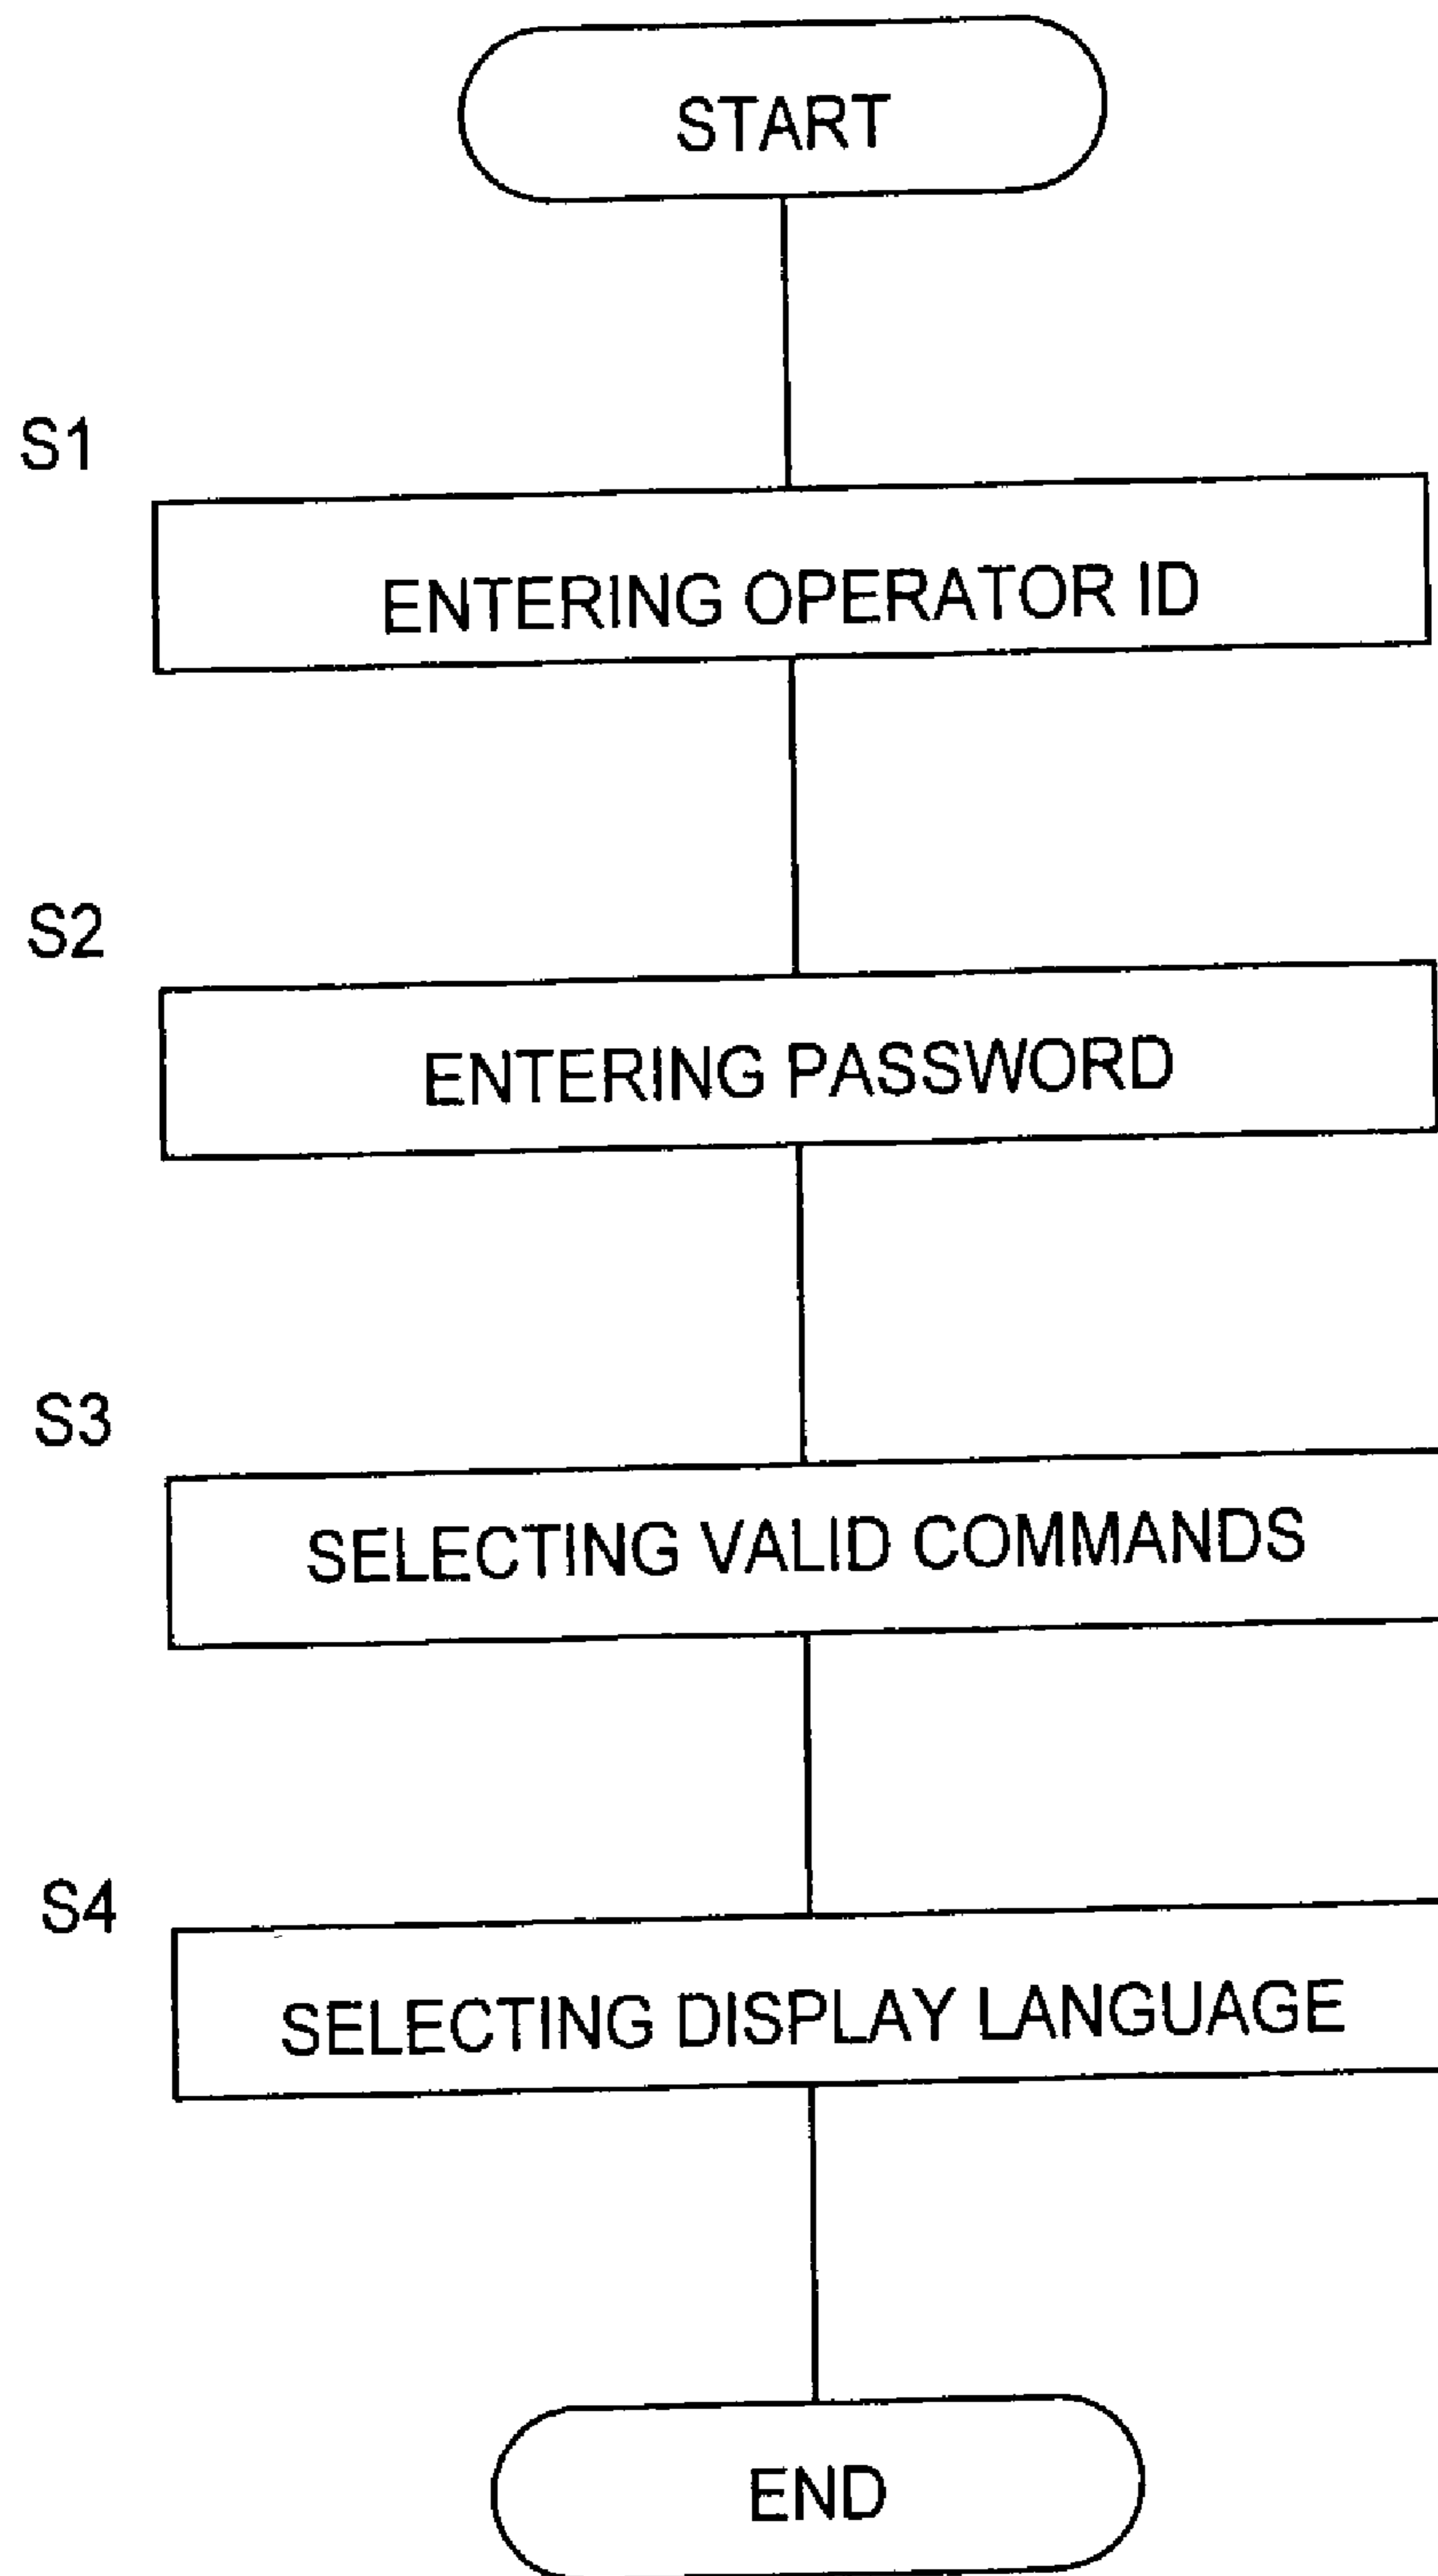 START
S1
ENTERING OPERATOR ID
S2
ENTERING PASSWORD
S3
SELECTING VALID COMMANDS
S4
SELECTING DISPLAY LANGUAGE
END